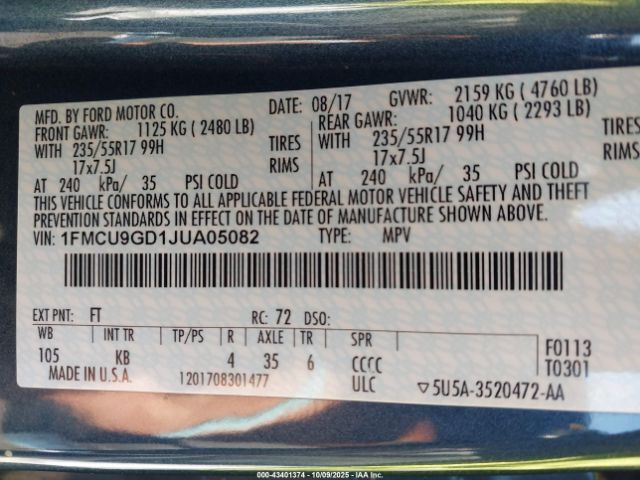 MFD. BY FORD MOTOR CO. DATE: 08/17 GVWR: 2159 KG ( 4760 LB)
FRONT GAWR: 1125 KG ( 2480 LB) REAR GAWR: 1040 KG ( 2293 LB)
WITH 235/55R17 99H TIRES WITH 235/55R17 99H TIRES
17x7.5J RIMS 17x7.5J RIMS
AT 240 kPa/ 35 PSI COLD AT 240 kPa/ 35 PSI COLD
THIS VEHICLE CONFORMS TO ALL APPLICABLE FEDERAL MOTOR VEHICLE SAFETY AND THEFT
PREVENTION STANDARDS IN EFFECT ON THE DATE OF MANUFACTURE SHOWN ABOVE.
VIN: 1FMCU9GD1JUA05082 TYPE: MPV
EXT PNT: FT RC: 72 DSO:
WB INT TR TP/PS R AXLE TR SPR
105 KB 4 35 6 CCCC F0113
T0301
MADE IN U.S.A. 1201708301477 ULC ▽5U5A-3520472-AA
000-43401374 - 10/09/2025 - IAAI.CA